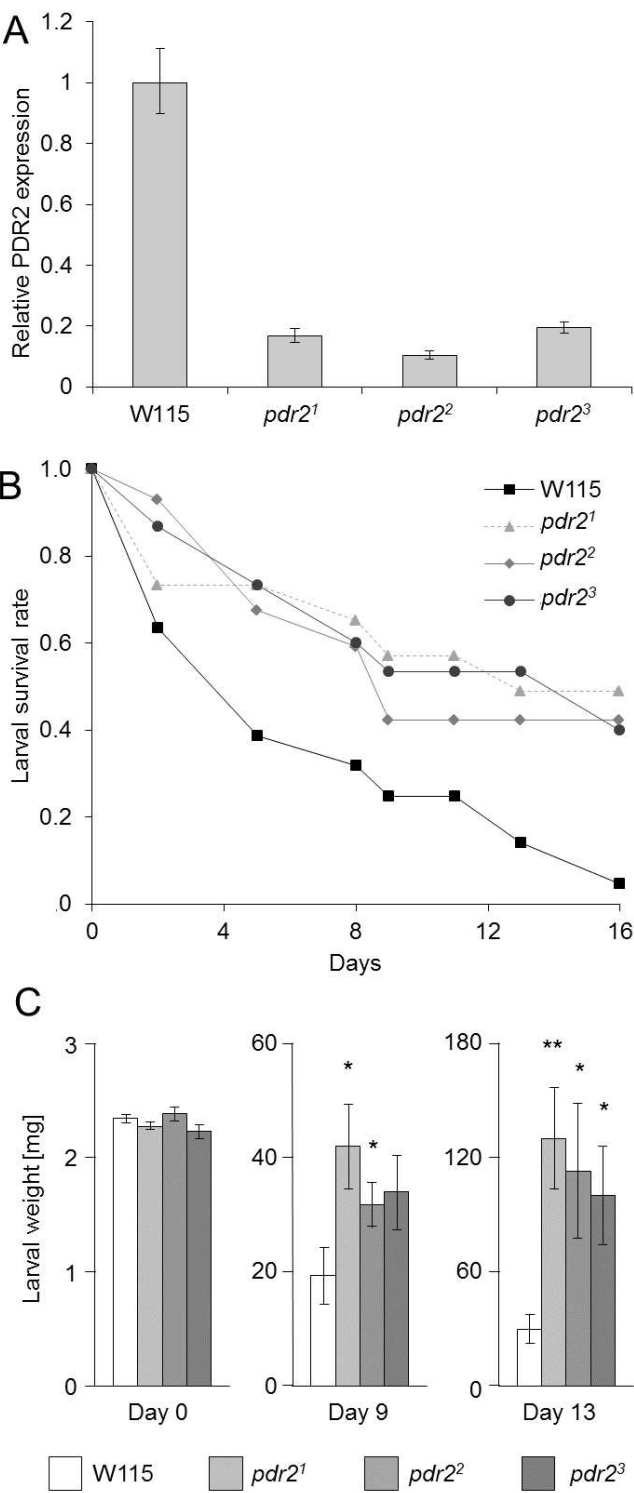 A
Relative PDR2 expression
1.2
1
0.8
0.6
0.4
0.2
0
W115 pdr2¹ pdr2² pdr2³
B
Larval survival rate
1.0
0.8
0.6
0.4
0.2
.0
W115
pdr2¹
pdr2²
pdr2³
0 4 8 12 16
Days
C
Larval weight [mg]
3
2
1
0
Day 0
60
40
20
0
* *
Day 9
180
120
60
0
** * *
Day 13
W115 pdr2¹ pdr2² pdr2³